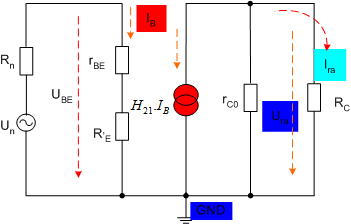 I_B
I_ra
R_n
r_BE
U_BE
H_21.I_B
r_C0
R_C
U_n
R'_E
GND